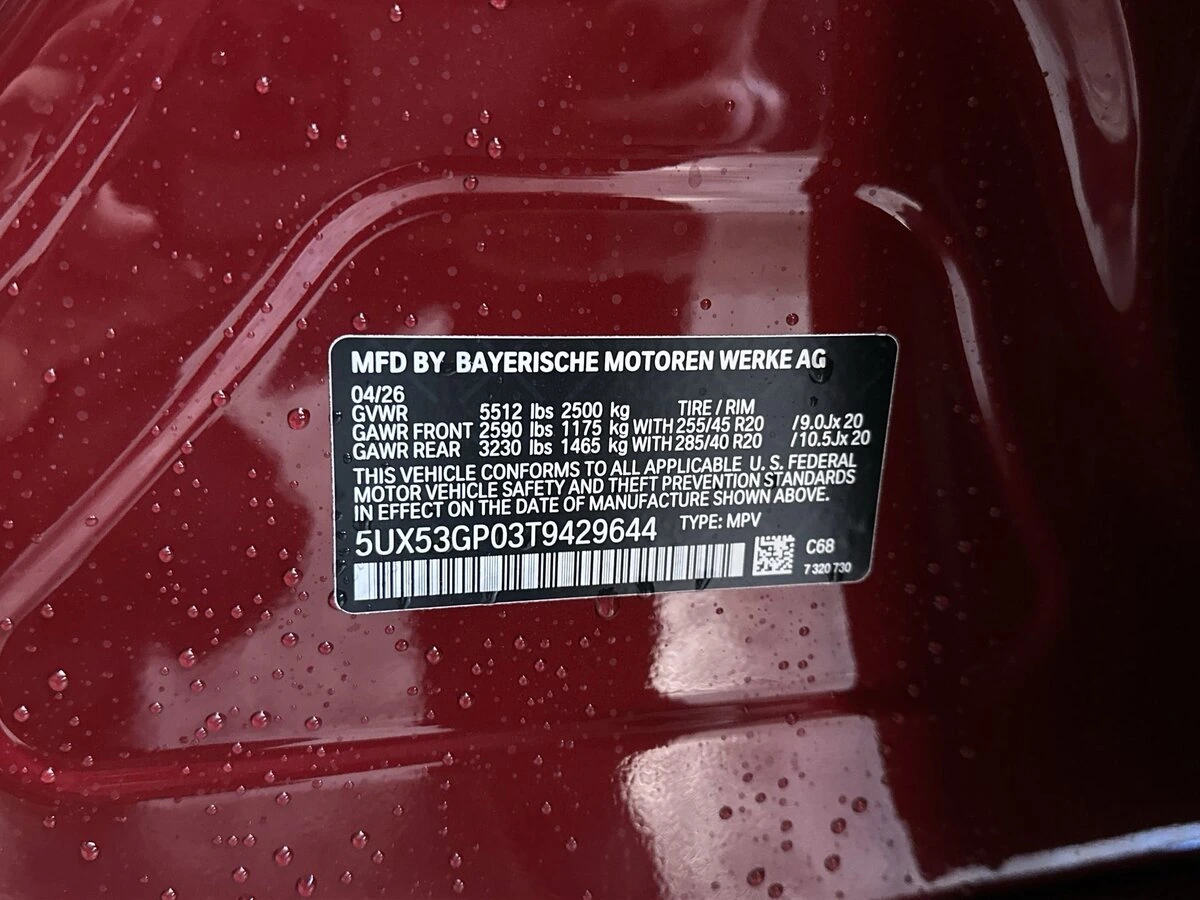 MFD BY BAYERISCHE MOTOREN WERKE AG
04/26
GVWR 5512 lbs 2500 kg TIRE / RIM
GAWR FRONT 2590 lbs 1175 kg WITH 255/45 R20 /9.0Jx 20
GAWR REAR 3230 lbs 1465 kg WITH 285/40 R20 /10.5Jx 20
THIS VEHICLE CONFORMS TO ALL APPLICABLE U. S. FEDERAL
MOTOR VEHICLE SAFETY AND THEFT PREVENTION STANDARDS
IN EFFECT ON THE DATE OF MANUFACTURE SHOWN ABOVE.
5UX53GP03T9429644 TYPE: MPV
C68
7 320 730